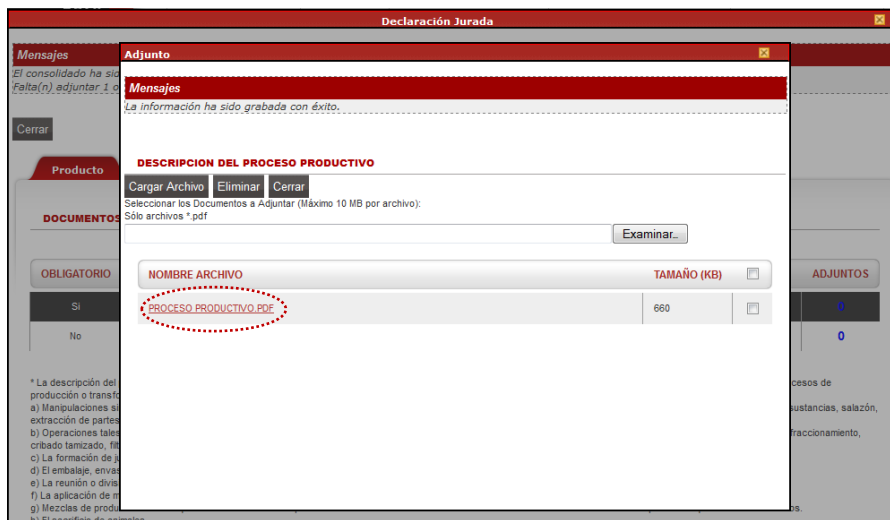 Declaración Jurada
Mensajes
El consolidado ha sid
Falta(n) adjuntar 1 o
Cerrar
Producto
DOCUMENTOS
OBLIGATORIO
ADJUNTOS
Si
0
No
0
* La descripción del
cesos de
producción o transfo
a) Manipulaciones si
sustancias, salazón,
extracción de partes
b) Operaciones tales
fraccionamiento,
cribado tamizado, filt
c) La formación de ju
d) El embalaje, envas
e) La reunión o divis
f) La aplicación de m
g) Mezclas de produ
os.
Adjunto
Mensajes
La información ha sido grabada con éxito.
DESCRIPCION DEL PROCESO PRODUCTIVO
Cargar Archivo Eliminar Cerrar
Seleccionar los Documentos a Adjuntar (Máximo 10 MB por archivo):
Sólo archivos *.pdf
Examinar..
NOMBRE ARCHIVO TAMAÑO (KB)
PROCESO PRODUCTIVO.PDF 660